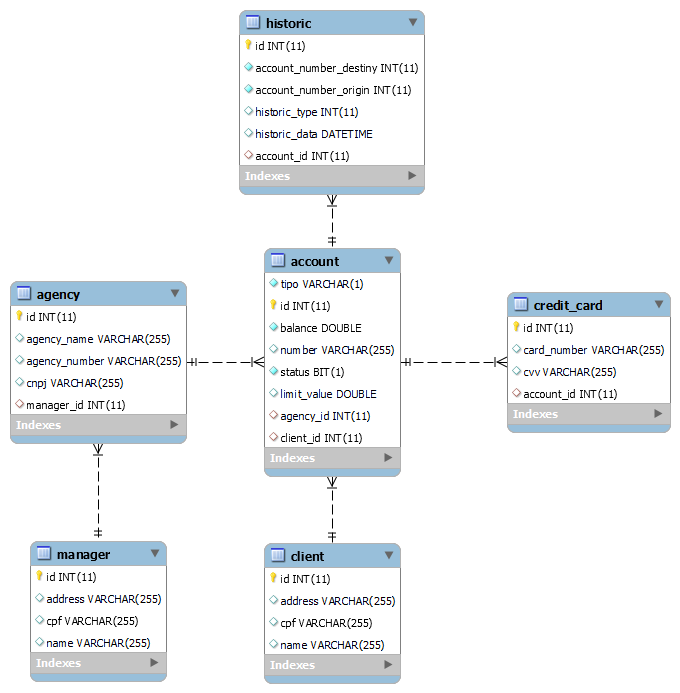 historic
id INT(11)
account_number_destiny INT(11)
account_number_origin INT(11)
historic_type INT(11)
historic_data DATETIME
account_id INT(11)
Indexes
agency
id INT(11)
agency_name VARCHAR(255)
agency_number VARCHAR(255)
cnpj VARCHAR(255)
manager_id INT(11)
Indexes
account
tipo VARCHAR(1)
id INT(11)
balance DOUBLE
number VARCHAR(255)
status BIT(1)
limit_value DOUBLE
agency_id INT(11)
client_id INT(11)
Indexes
credit_card
id INT(11)
card_number VARCHAR(255)
cvv VARCHAR(255)
account_id INT(11)
Indexes
manager
id INT(11)
address VARCHAR(255)
cpf VARCHAR(255)
name VARCHAR(255)
Indexes
client
id INT(11)
address VARCHAR(255)
cpf VARCHAR(255)
name VARCHAR(255)
Indexes